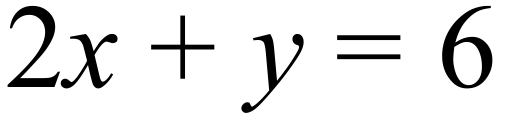 2x + y = 6